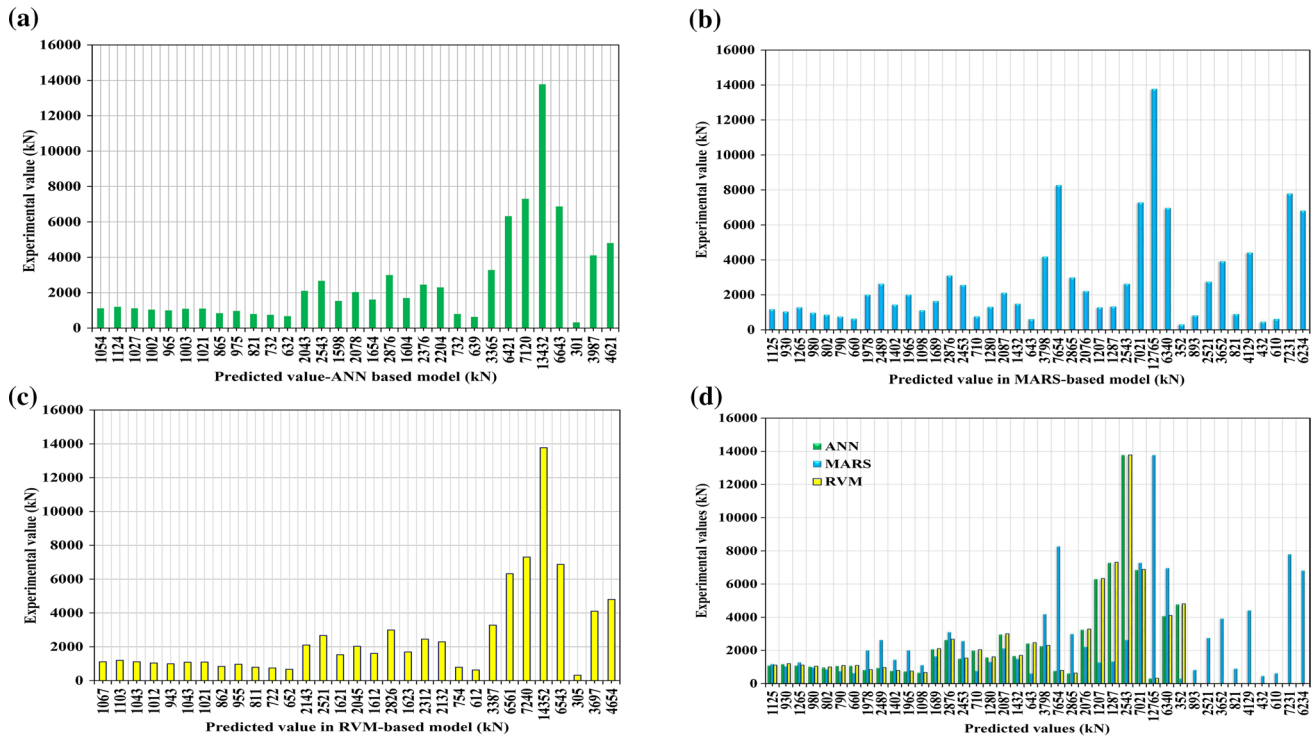 (a)
16000
14000
12000
10000
8000
6000
4000
2000
0
Experimental value (kN)
1054 1124 1027 1002 965 1003 1021 865 975 821 732 632 2043 2543 1598 2078 1654 2876 1604 2376 2204 732 639 3365 6421 7120 13432 6643 301 3987 4621
Predicted value-ANN based model (kN)
(b)
16000
14000
12000
10000
8000
6000
4000
2000
0
Experimental value (kN)
1125 930 1265 980 802 790 660 1978 2489 1402 1965 1098 1689 2876 2453 710 1280 2087 1432 643 3798 7654 2865 2076 1207 1287 2543 7021 12765 6340 352 893 2521 3652 821 4129 432 610 7231 6234
Predicted value in MARS-based model (kN)
(c)
16000
14000
12000
10000
8000
6000
4000
2000
0
Experimental value (kN)
1067 1103 1043 1012 943 1043 1021 862 955 811 722 652 2143 2521 1621 2045 1612 2826 1623 2312 2132 754 612 3387 6561 7240 14352 6543 305 3697 4654
Predicted value in RVM-based model (kN)
(d)
16000
14000
12000
10000
8000
6000
4000
2000
0
Experimental values (kN)
ANN
MARS
RVM
1125 930 1265 980 802 790 660 1978 2489 1402 1965 1098 1689 2876 2453 710 1280 2087 1432 643 3798 7654 2865 2076 1207 1287 2543 7021 12765 6340 352 893 2521 3652 821 4129 432 610 7231 6234
Predicted values (kN)